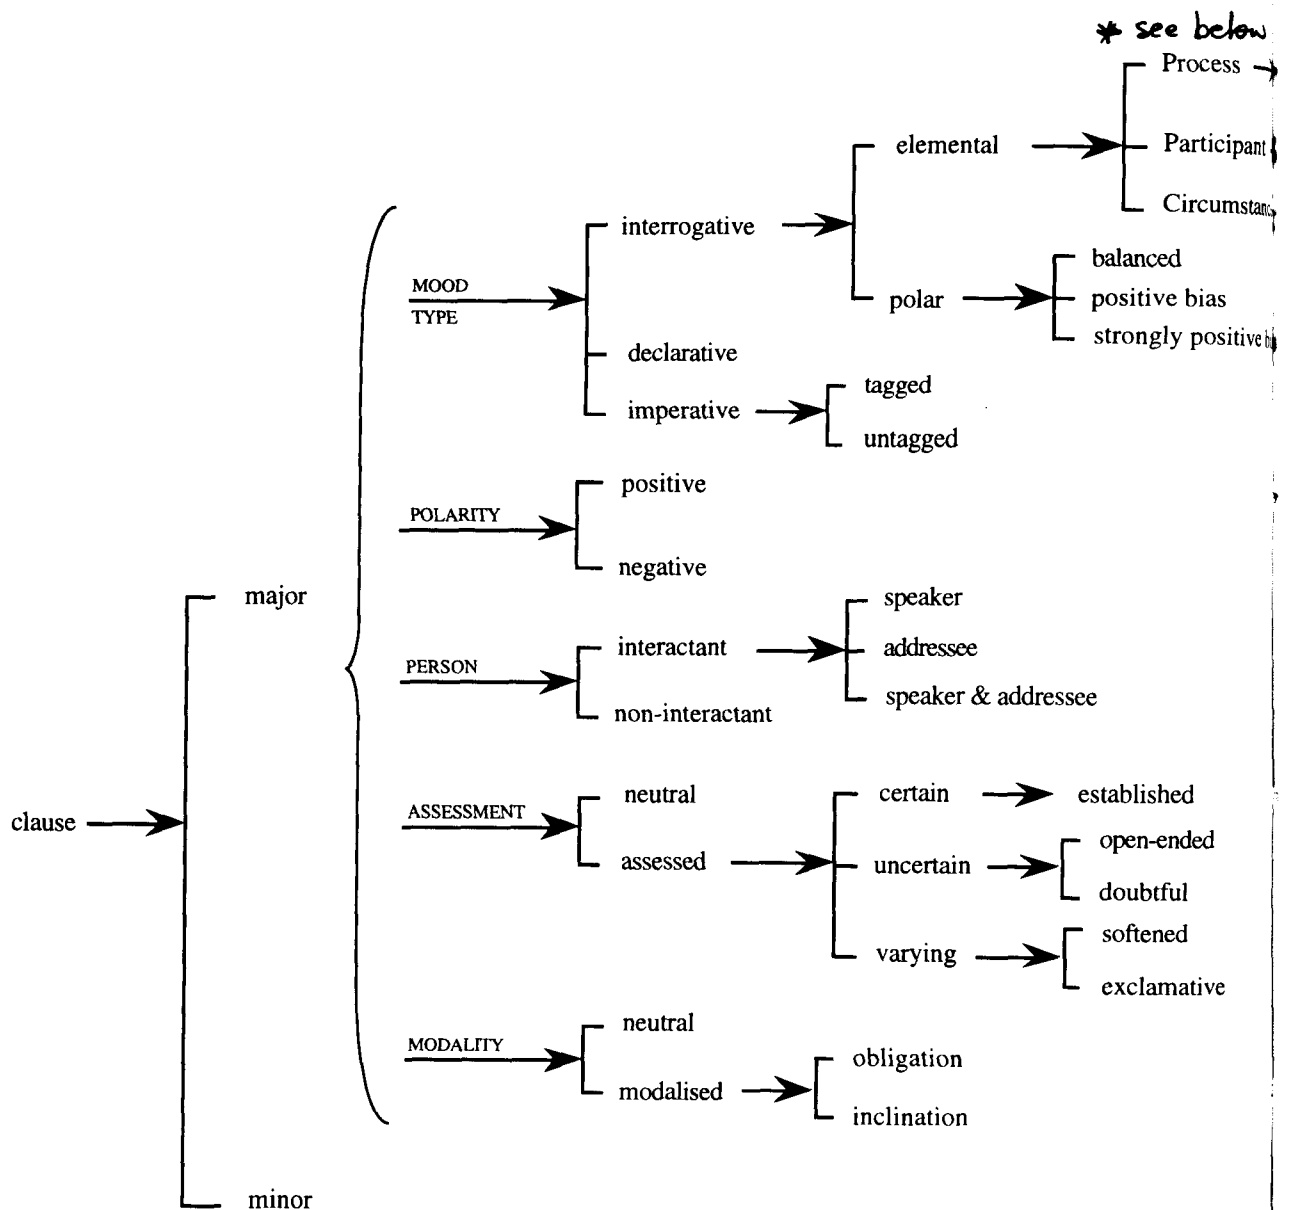 * see below
Process
elemental
Participant
Circumstanc
interrogative
balanced
MOOD
TYPE
polar
positive bias
strongly positive
declarative
tagged
imperative
untagged
positive
POLARITY
negative
major
speaker
interactant
addressee
PERSON
speaker & addressee
non-interactant
neutral
certain
established
ASSESSMENT
clause
open-ended
assessed
uncertain
doubtful
softened
varying
exclamative
neutral
MODALITY
obligation
modalised
inclination
minor